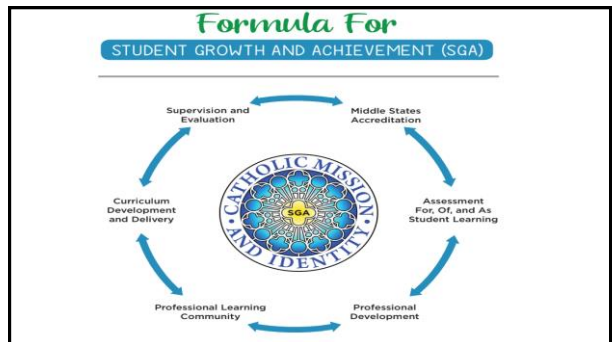 Formula For
STUDENT GROWTH AND ACHIEVEMENT (SGA)
Supervision and
Evaluation
Middle States
Accreditation
Curriculum
Development
and Delivery
CATHOLIC MISSION
SGA
AND IDENTITY
Assessment
For, Of, and As
Student Learning
Professional Learning
Community
Professional
Development